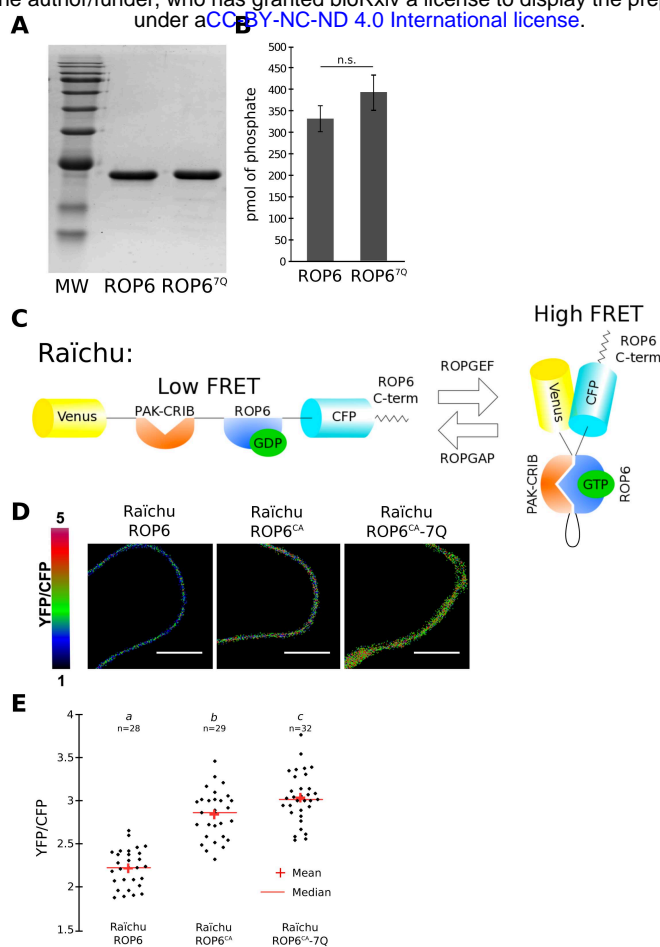 he author/funder, who has granted bioRxiv a license to display the prep
under aCC-BY-NC-ND 4.0 International license.
A
MW ROP6 ROP6^7Q
B
n.s.
pmol of phosphate
500
450
400
350
300
250
200
150
100
50
0
ROP6 ROP6^7Q
C
Raïchu:
Low FRET
Venus
PAK-CRIB
ROP6
GDP
CFP
ROP6
C-term
ROPGEF
ROPGAP
High FRET
ROP6
C-term
Venus
CFP
PAK-CRIB
GTP
ROP6
D
5
YFP/CFP
1
Raïchu
ROP6
Raïchu
ROP6^CA
Raïchu
ROP6^CA-7Q
E
YFP/CFP
4
3.5
3
2.5
2
1.5
a
n=28
b
n=29
c
n=32
Mean
Median
Raïchu
ROP6
Raïchu
ROP6^CA
Raïchu
ROP6^CA-7Q